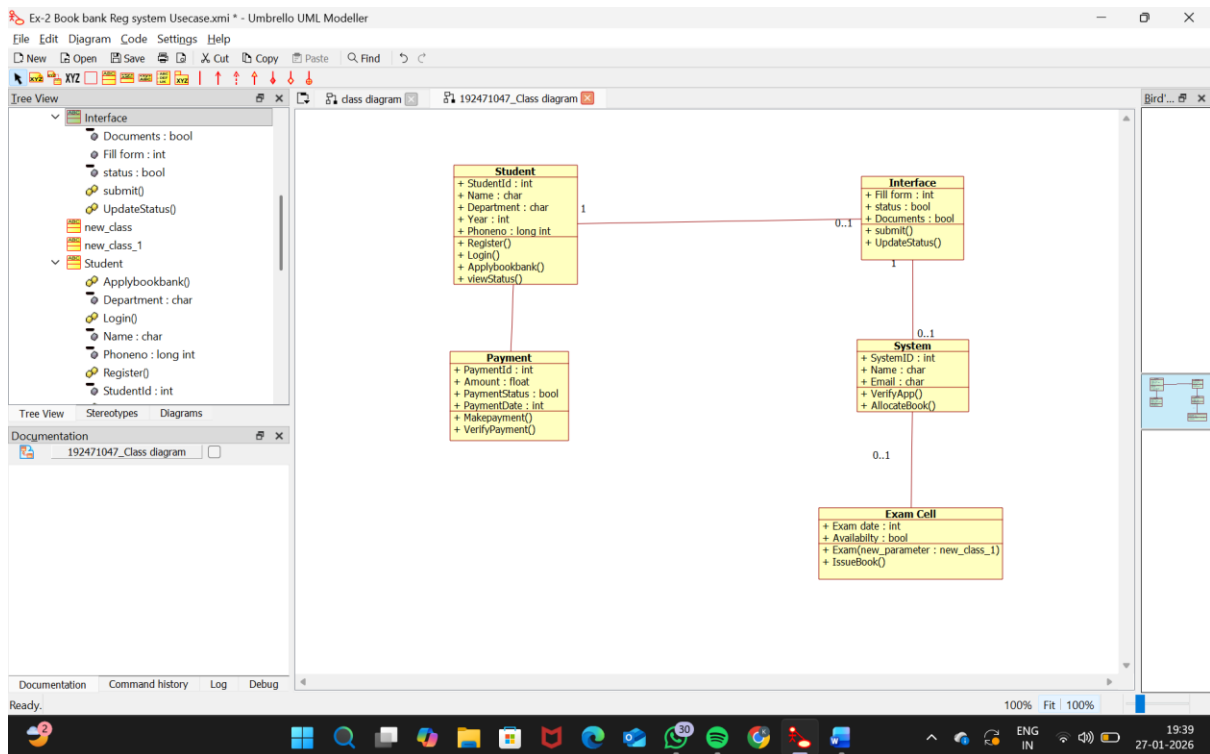 Ex-2 Book bank Reg system Usecase.xmi * - Umbrello UML Modeller
File Edit Diagram Code Settings Help
New Open Save Cut Copy Paste Find
XYZ
Tree View
class diagram 192471047_Class diagram
Bird'...
Interface
Documents : bool
Fill form : int
status : bool
submit()
UpdateStatus()
new_class
new_class_1
Student
Applybookbank()
Department : char
Login()
Name : char
Phoneno : long int
Register()
StudentId : int
Tree View Stereotypes Diagrams
Documentation
192471047_Class diagram
Documentation Command history Log Debug
Student
+ StudentId : int
+ Name : char
+ Department : char
+ Year : int
+ Phoneno : long int
+ Register()
+ Login()
+ Applybookbank()
+ viewStatus()
1
0..1
Interface
+ Fill form : int
+ status : bool
+ Documents : bool
+ submit()
+ UpdateStatus()
1
0..1
Payment
+ PaymentId : int
+ Amount : float
+ PaymentStatus : bool
+ PaymentDate : int
+ Makepayment()
+ VerifyPayment()
System
+ SystemID : int
+ Name : char
+ Email : char
+ VerifyApp()
+ AllocateBook()
0..1
Exam Cell
+ Exam date : int
+ Availabilty : bool
+ Exam(new_parameter : new_class_1)
+ IssueBook()
Ready.
100% Fit 100%
2
30
ENG
IN
19:39
27-01-2026